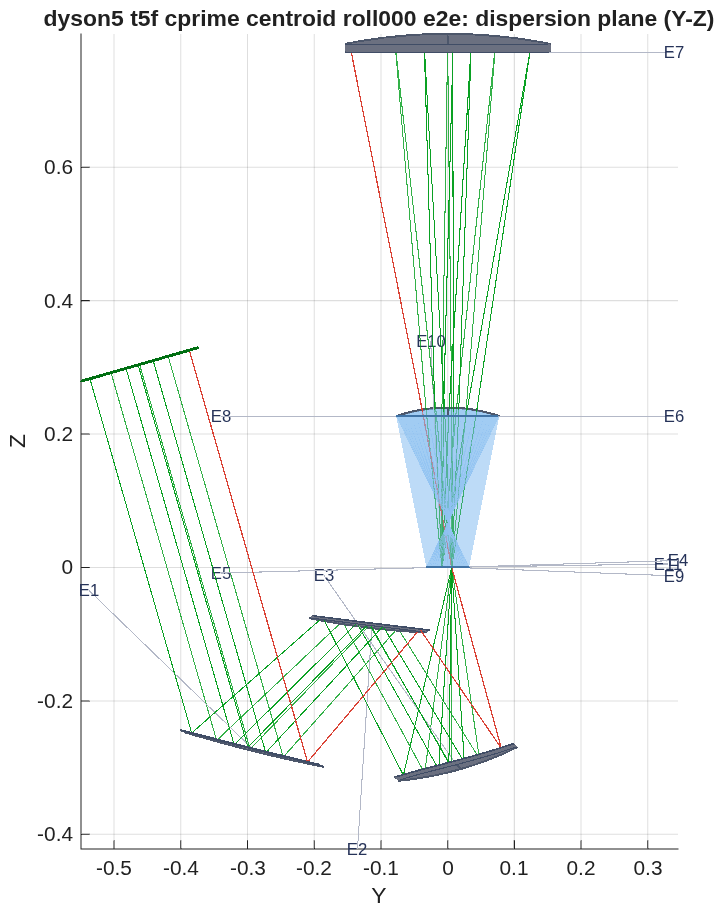 dyson5 t5f cprime centroid roll000 e2e: dispersion plane (Y-Z)
E7
0.6
0.4
E10
E8
E6
0.2
Z
0
E5
E3
E4
E9
E1
-0.2
-0.4
E2
-0.5
-0.4
-0.3
-0.2
-0.1
0
0.1
0.2
0.3
Y